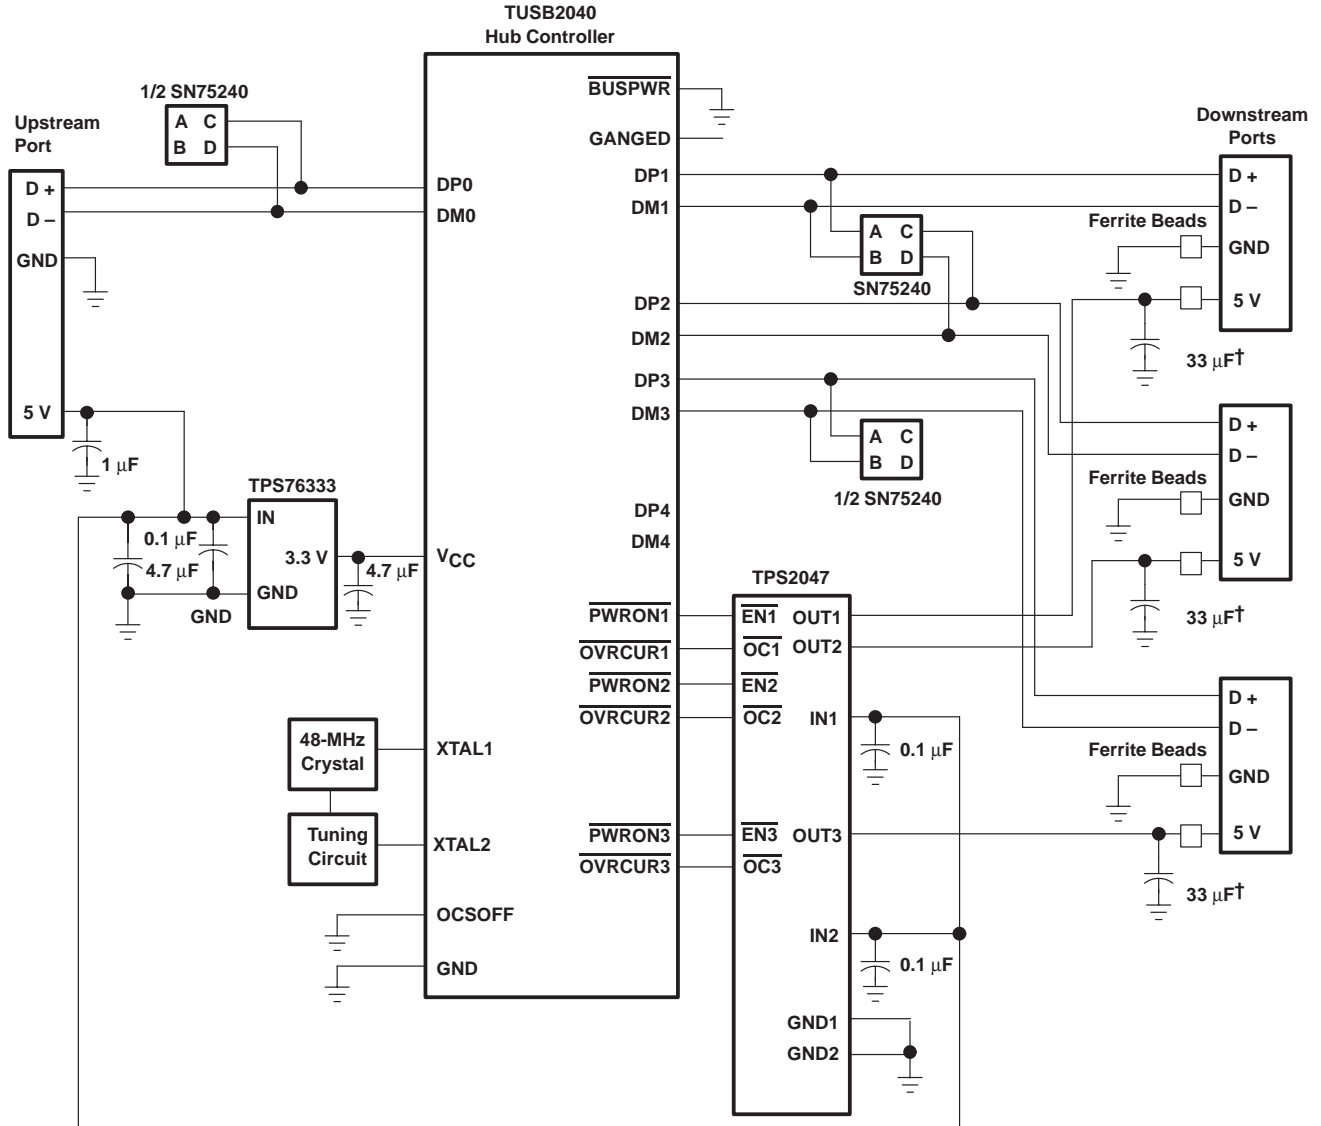 TUSB2040
Hub Controller
1/2 SN75240
A C
B D
Upstream
Port
D +
D –
GND
5 V
1 µF
TPS76333
IN
3.3 V
GND
0.1 µF
4.7 µF
GND
4.7 µF
48-MHz
Crystal
Tuning
Circuit
DP0
DM0
VCC
XTAL1
XTAL2
OCSOFF
GND
BUSPWR
GANGED
DP1
DM1
DP2
DM2
DP3
DM3
DP4
DM4
PWRON1
OVRCUR1
PWRON2
OVRCUR2
PWRON3
OVRCUR3
A C
B D
SN75240
A C
B D
1/2 SN75240
TPS2047
EN1 OUT1
OC1 OUT2
EN2
OC2 IN1
EN3 OUT3
OC3
IN2
GND1
GND2
0.1 µF
0.1 µF
Downstream
Ports
D +
D –
Ferrite Beads
GND
5 V
33 µF†
D +
D –
Ferrite Beads
GND
5 V
33 µF†
D +
D –
Ferrite Beads
GND
5 V
33 µF†